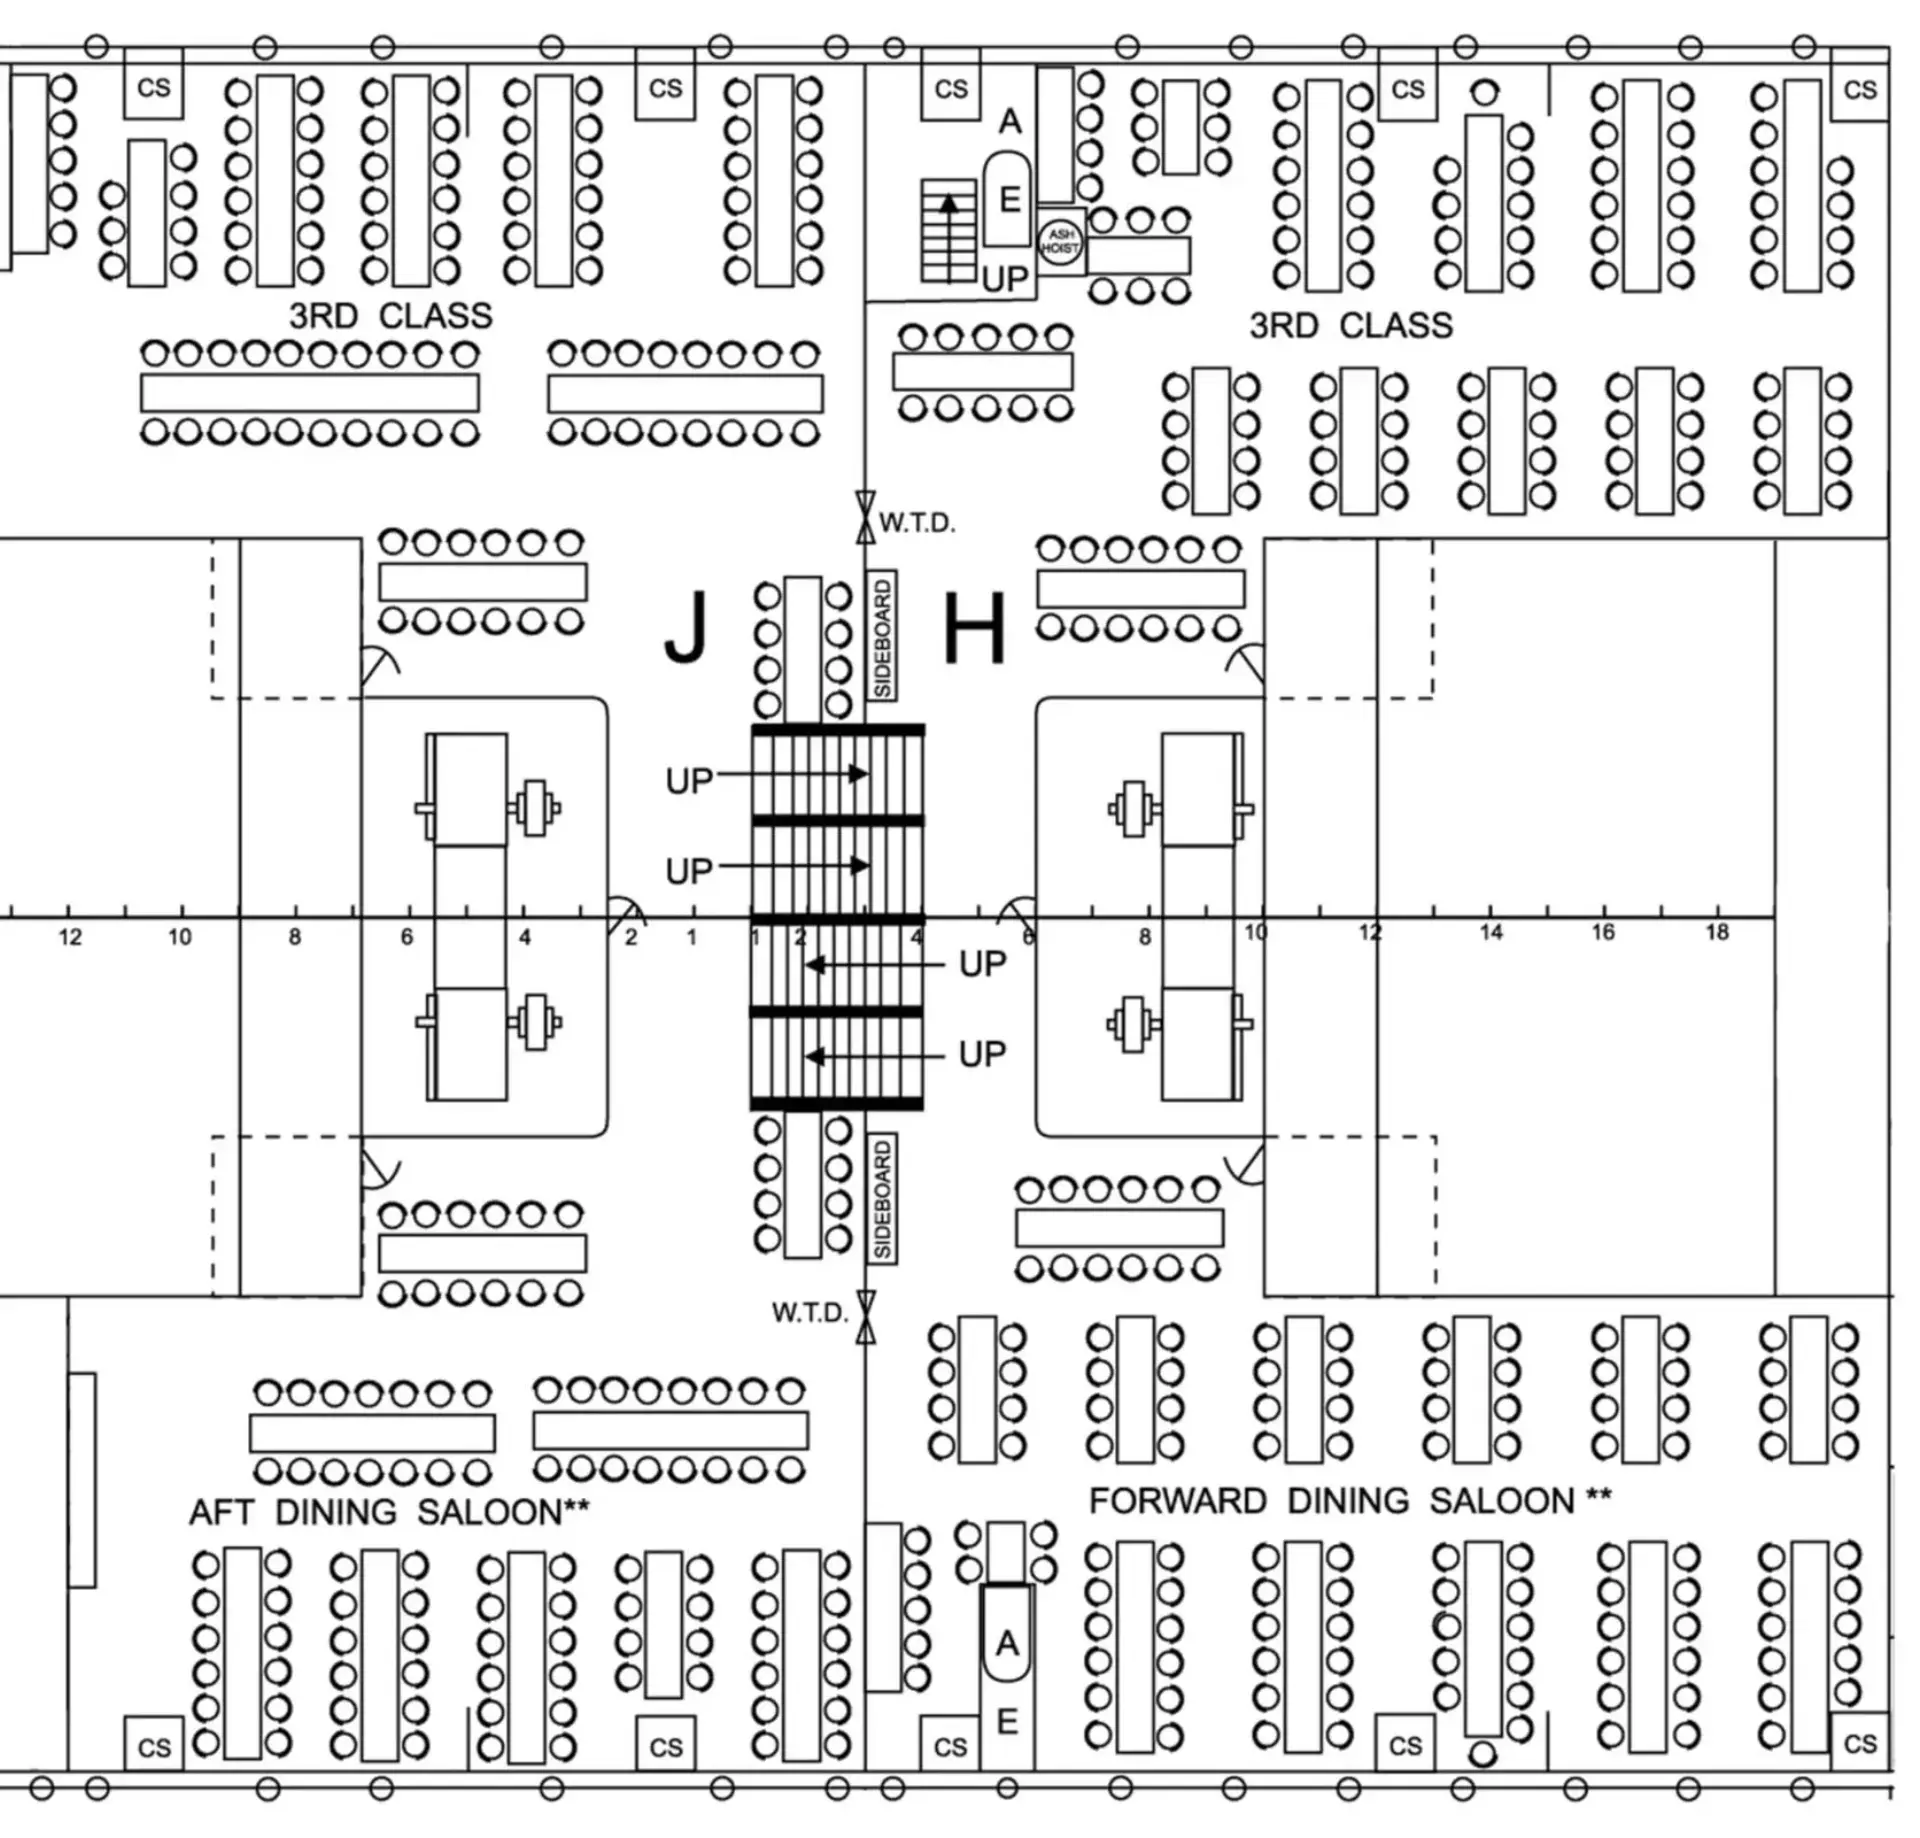 CS
CS
CS
CS
CS
A
E
ASH
HOIST
UP
3RD CLASS
3RD CLASS
W.T.D.
J
SIDEBOARD
H
UP
UP
12
10
8
6
4
2
1
1
2
4
6
8
10
12
14
16
18
UP
UP
SIDEBOARD
W.T.D.
AFT DINING SALOON**
FORWARD DINING SALOON **
A
E
CS
CS
CS
CS
CS